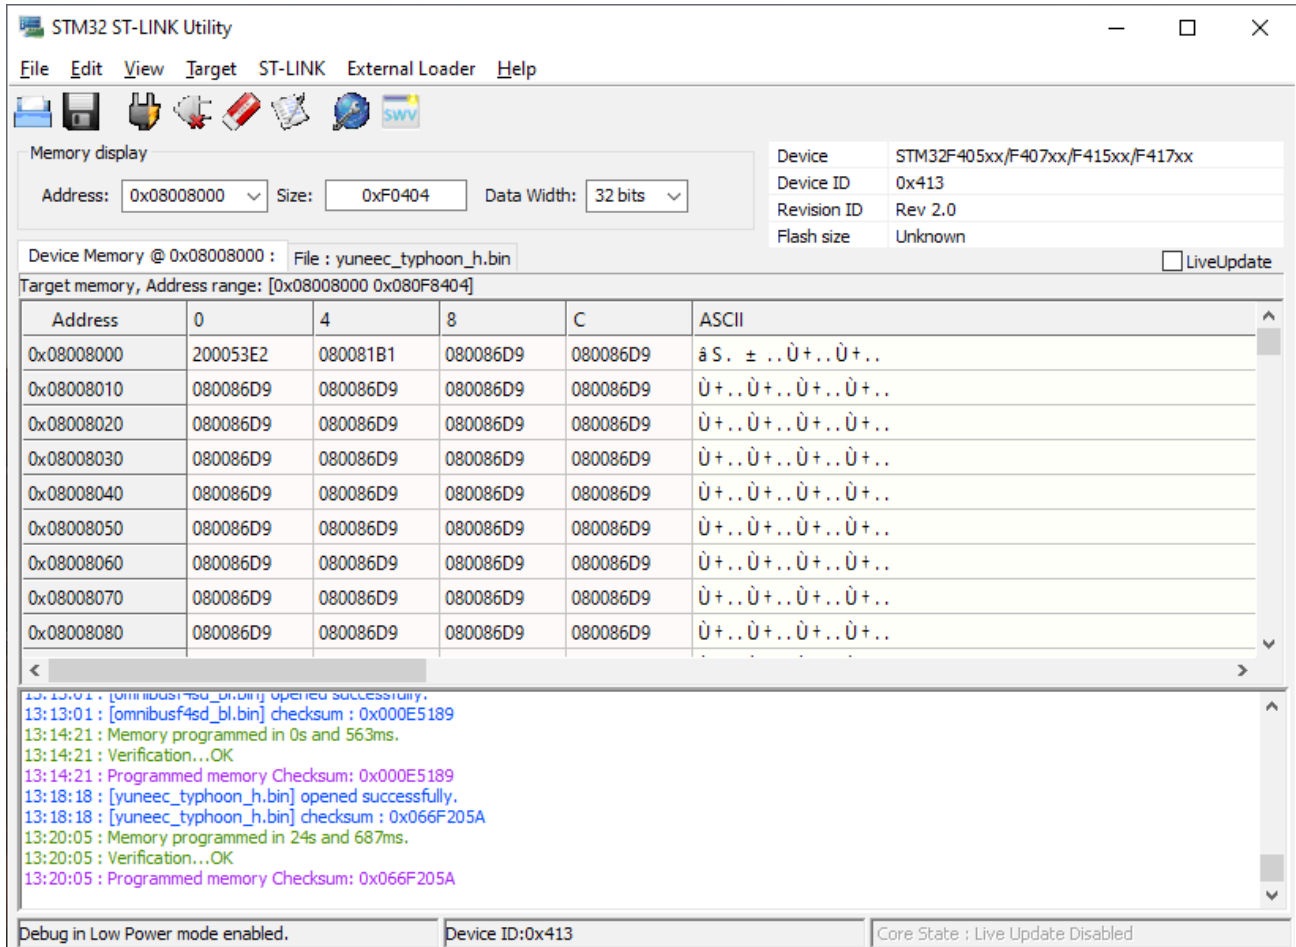 STM32 ST-LINK Utility
File Edit View Target ST-LINK External Loader Help
SWV
Memory display
Address: 0x08008000 Size: 0xF0404 Data Width: 32 bits
Device STM32F405xx/F407xx/F415xx/F417xx
Device ID 0x413
Revision ID Rev 2.0
Flash size Unknown
Device Memory @ 0x08008000 : File : yuneec_typhoon_h.bin
LiveUpdate
Target memory, Address range: [0x08008000 0x080F8404]
Address 0 4 8 C ASCII
0x08008000 200053E2 080081B1 080086D9 080086D9 âS. ± ..Ù†..Ù†..
0x08008010 080086D9 080086D9 080086D9 080086D9 Ù†..Ù†..Ù†..Ù†..
0x08008020 080086D9 080086D9 080086D9 080086D9 Ù†..Ù†..Ù†..Ù†..
0x08008030 080086D9 080086D9 080086D9 080086D9 Ù†..Ù†..Ù†..Ù†..
0x08008040 080086D9 080086D9 080086D9 080086D9 Ù†..Ù†..Ù†..Ù†..
0x08008050 080086D9 080086D9 080086D9 080086D9 Ù†..Ù†..Ù†..Ù†..
0x08008060 080086D9 080086D9 080086D9 080086D9 Ù†..Ù†..Ù†..Ù†..
0x08008070 080086D9 080086D9 080086D9 080086D9 Ù†..Ù†..Ù†..Ù†..
0x08008080 080086D9 080086D9 080086D9 080086D9 Ù†..Ù†..Ù†..Ù†..
13:13:01 : [omnibusf4sd_bl.bin] opened successfully.
13:13:01 : [omnibusf4sd_bl.bin] checksum : 0x000E5189
13:14:21 : Memory programmed in 0s and 563ms.
13:14:21 : Verification...OK
13:14:21 : Programmed memory Checksum: 0x000E5189
13:18:18 : [yuneec_typhoon_h.bin] opened successfully.
13:18:18 : [yuneec_typhoon_h.bin] checksum : 0x066F205A
13:20:05 : Memory programmed in 24s and 687ms.
13:20:05 : Verification...OK
13:20:05 : Programmed memory Checksum: 0x066F205A
Debug in Low Power mode enabled. Device ID:0x413 Core State : Live Update Disabled